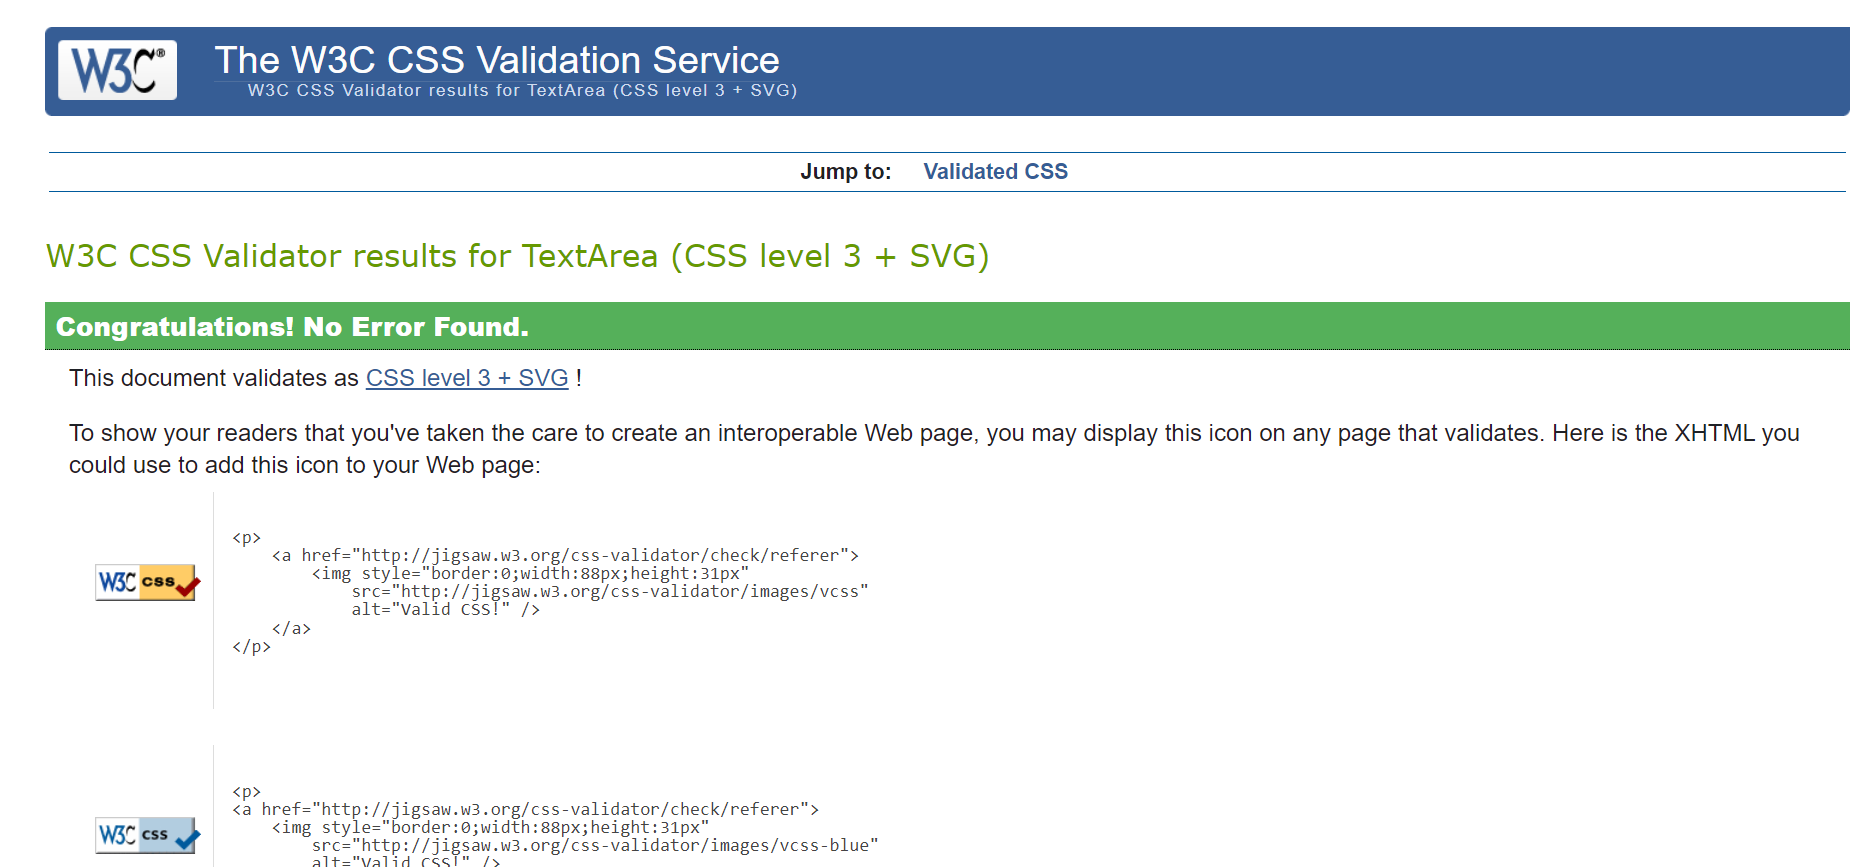 W3C®
The W3C CSS Validation Service
W3C CSS Validator results for TextArea (CSS level 3 + SVG)
Jump to: Validated CSS
W3C CSS Validator results for TextArea (CSS level 3 + SVG)
Congratulations! No Error Found.
This document validates as CSS level 3 + SVG !
To show your readers that you've taken the care to create an interoperable Web page, you may display this icon on any page that validates. Here is the XHTML you
could use to add this icon to your Web page:
<p>
<a href="http://jigsaw.w3.org/css-validator/check/referer">
<img style="border:0;width:88px;height:31px"
src="http://jigsaw.w3.org/css-validator/images/vcss"
alt="Valid CSS!" />
</a>
</p>
W3C css
<p>
<a href="http://jigsaw.w3.org/css-validator/check/referer">
<img style="border:0;width:88px;height:31px"
src="http://jigsaw.w3.org/css-validator/images/vcss-blue"
alt="Valid CSS!" />
W3C css